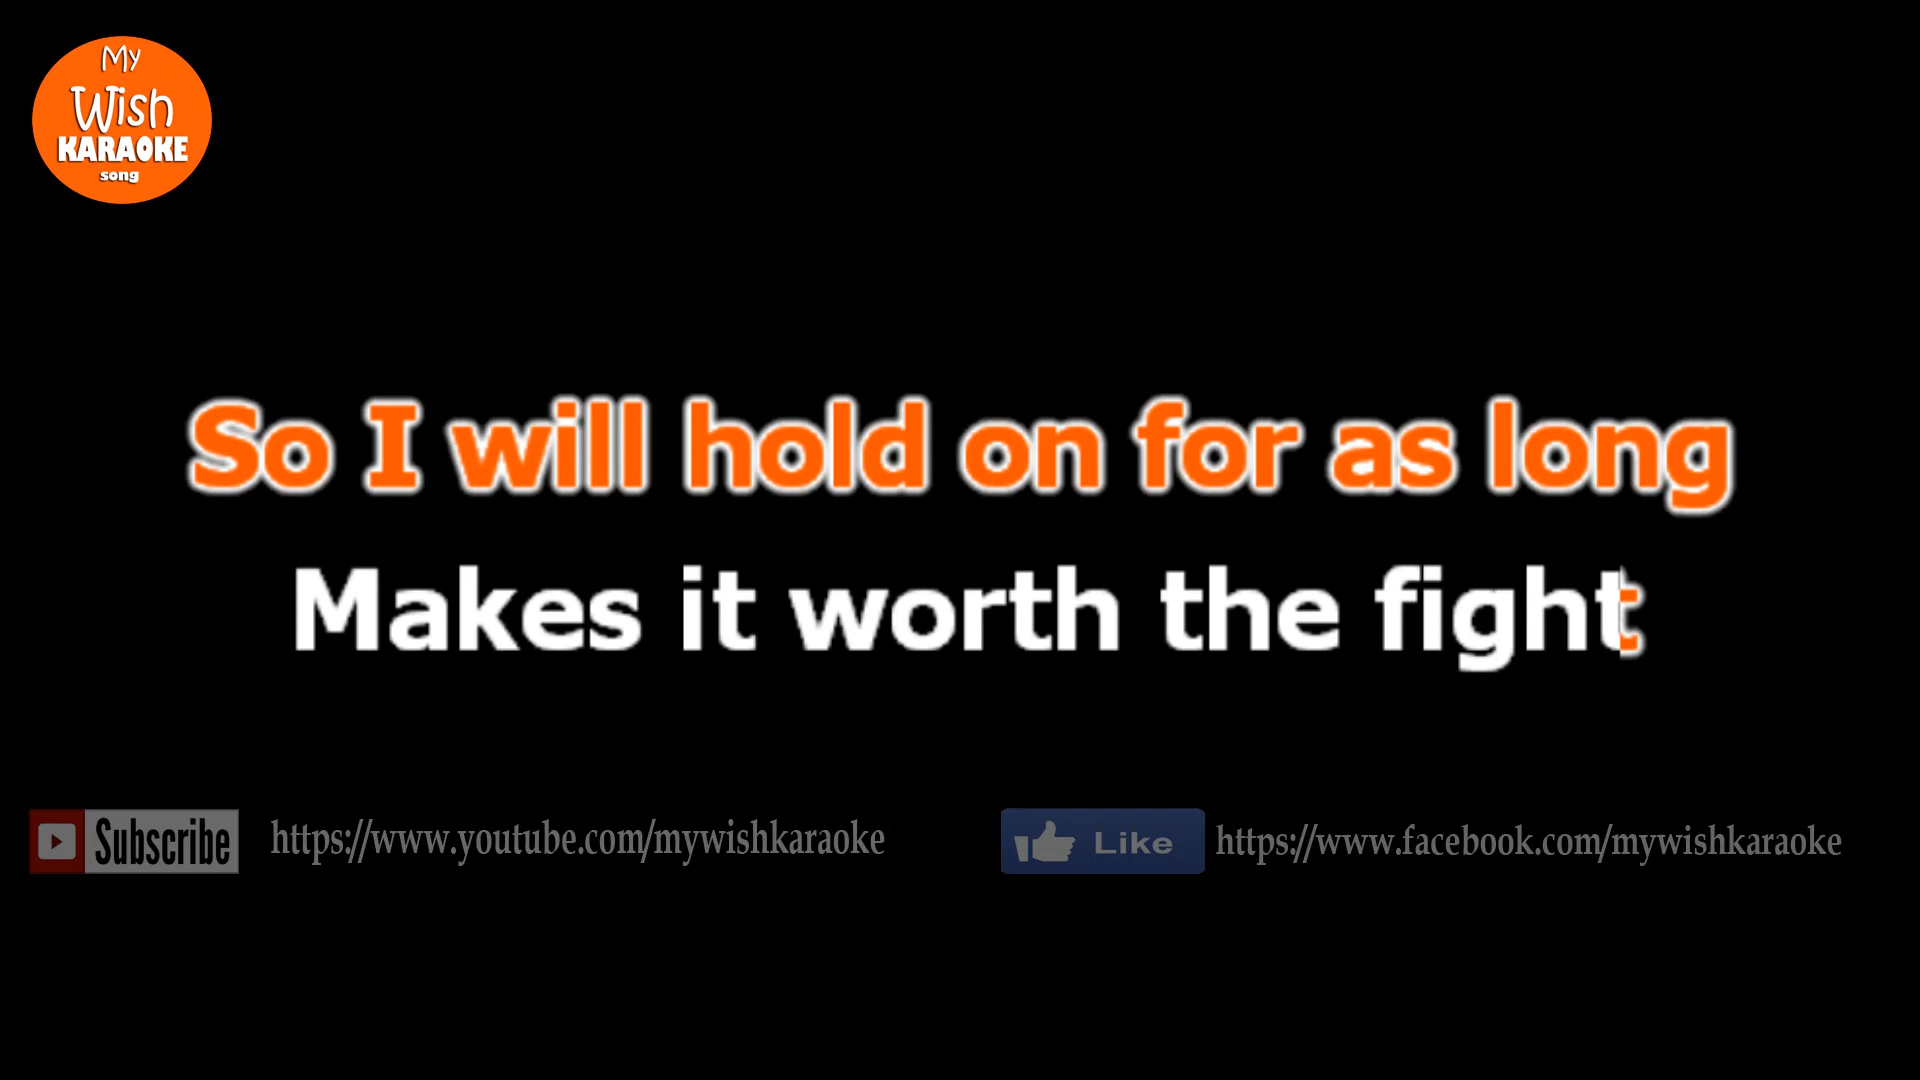 My
Wish
KARAOKE
song
So I will hold on for as long
Makes it worth the fight
Subscribe https://www.youtube.com/mywishkaraoke
Like https://www.facebook.com/mywishkaraoke